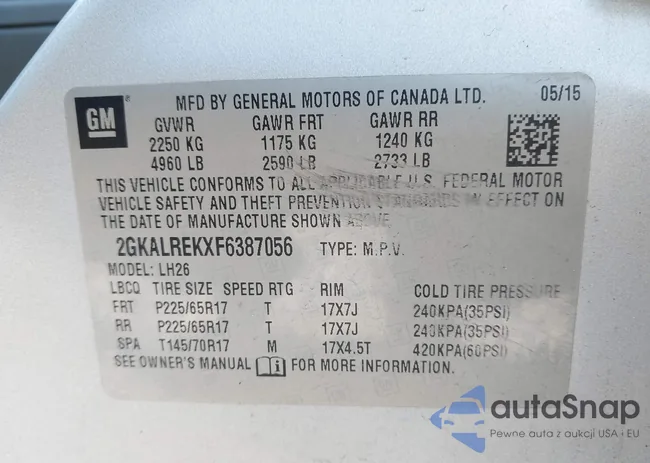 GM
MFD BY GENERAL MOTORS OF CANADA LTD. 05/15
GVWR GAWR FRT GAWR RR
2250 KG 1175 KG 1240 KG
4960 LB 2590 LB 2733 LB
THIS VEHICLE CONFORMS TO ALL APPLICABLE U.S. FEDERAL MOTOR
VEHICLE SAFETY AND THEFT PREVENTION STANDARDS IN EFFECT ON
THE DATE OF MANUFACTURE SHOWN ABOVE.
2GKALREKXF6387056 TYPE: M.P.V.
MODEL: LH26
LBCQ TIRE SIZE SPEED RTG RIM COLD TIRE PRESSURE
FRT P225/65R17 T 17X7J 240KPA(35PSI)
RR P225/65R17 T 17X7J 240KPA(35PSI)
SPA T145/70R17 M 17X4.5T 420KPA(60PSI)
SEE OWNER'S MANUAL FOR MORE INFORMATION.
autaSnap
Pewne auta z aukcji USA • EU